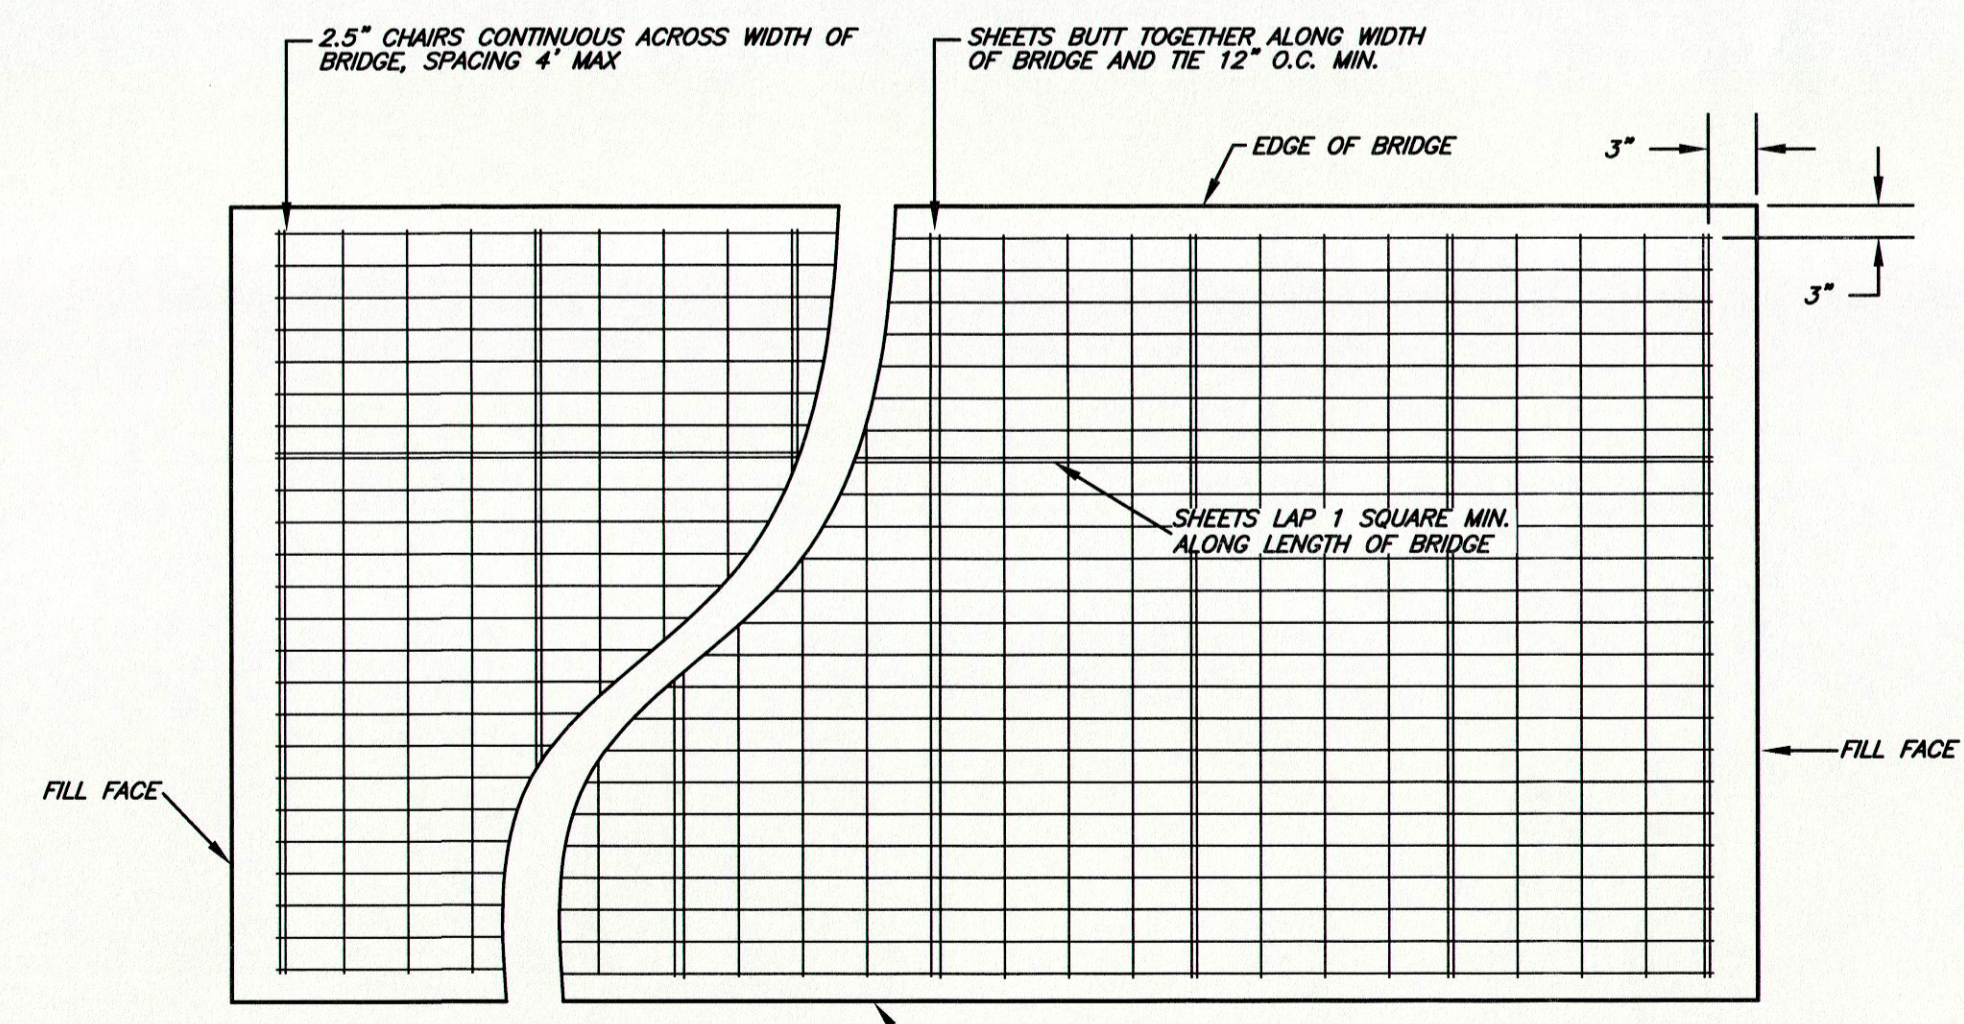 2.5" CHAIRS CONTINUOUS ACROSS WIDTH OF
BRIDGE, SPACING 4' MAX
SHEETS BUTT TOGETHER ALONG WIDTH
OF BRIDGE AND TIE 12" O.C. MIN.
EDGE OF BRIDGE
3"
3"
SHEETS LAP 1 SQUARE MIN.
ALONG LENGTH OF BRIDGE
FILL FACE
FILL FACE